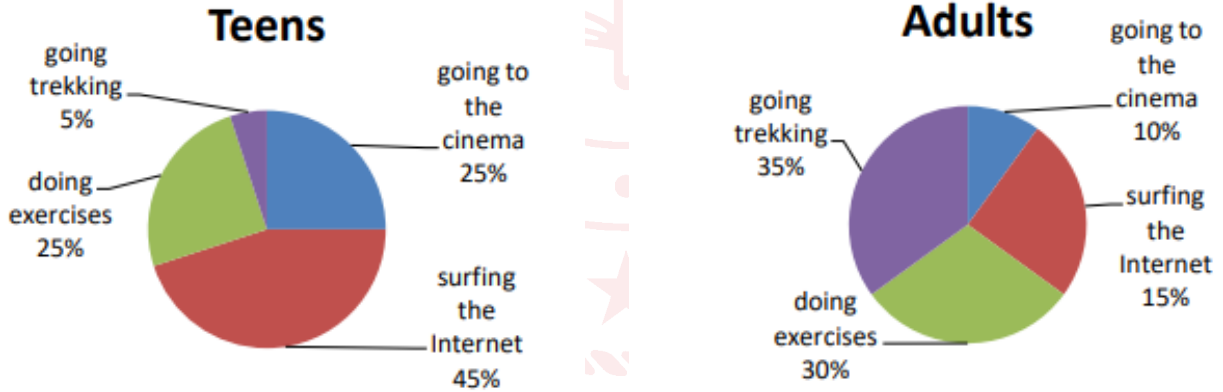 Teens
going
trekking
5%
going to
the
cinema
25%
doing
exercises
25%
surfing
the
Internet
45%
Adults
going to
the
cinema
10%
going
trekking
35%
surfing
the
Internet
15%
doing
exercises
30%